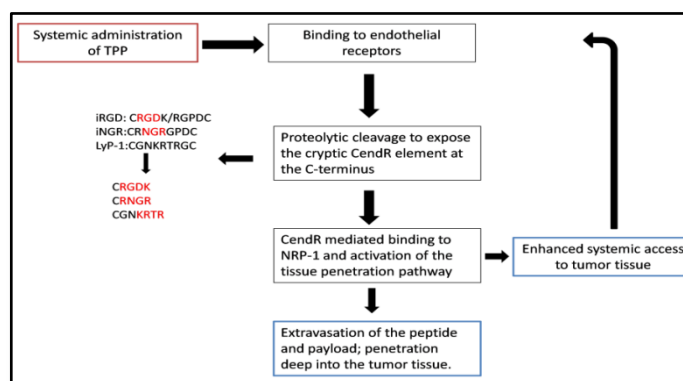 Systemic administration
of TPP
Binding to endothelial
receptors
iRGD: CRGDK/RGPDC
iNGR:CRNGRGPDC
LyP-1:CGNKRTRGC
CRGDK
CRNGR
CGNKRTR
Proteolytic cleavage to expose
the cryptic CendR element at
the C-terminus
CendR mediated binding to
NRP-1 and activation of the
tissue penetration pathway
Enhanced systemic access
to tumor tissue
Extravasation of the peptide
and payload; penetration
deep into the tumor tissue.